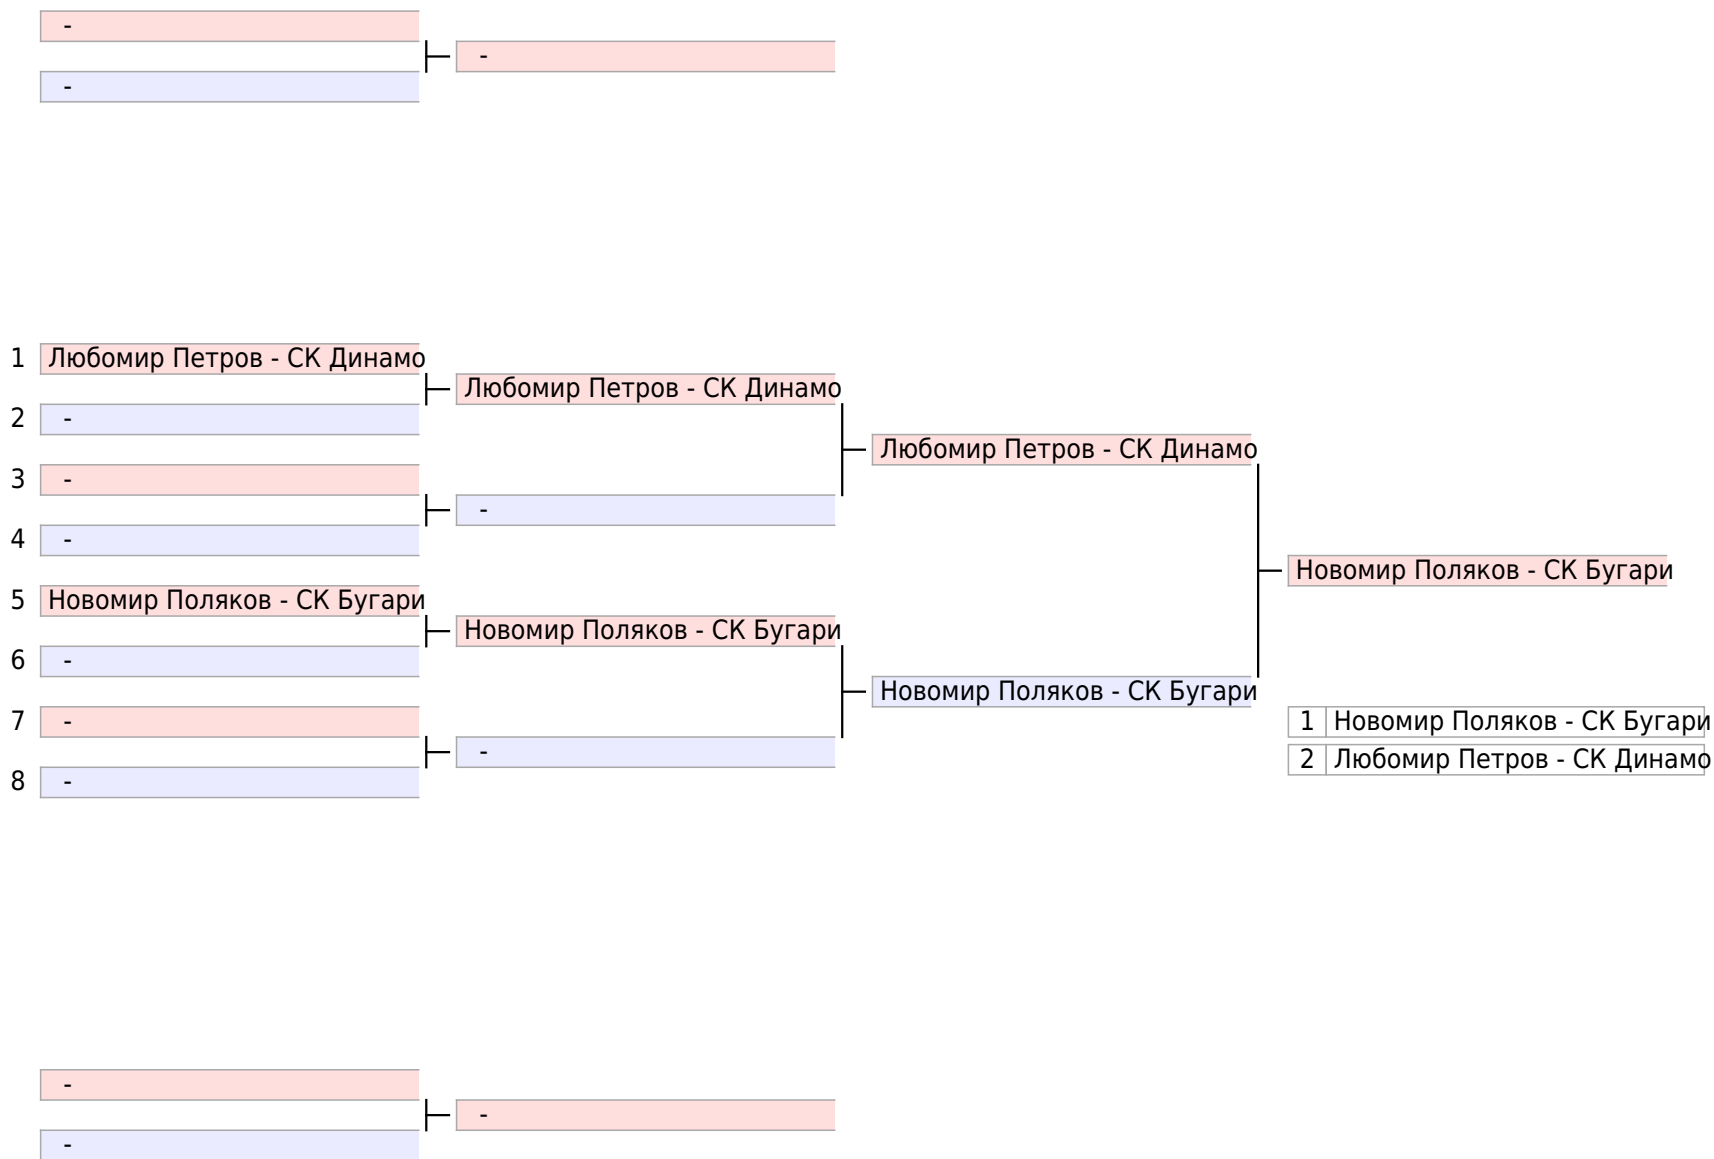 -
-
-
1 Любомир Петров - СК Динамо
Любомир Петров - СК Динамо
2 -
Любомир Петров - СК Динамо
3 -
-
4 -
Новомир Поляков - СК Бугари
5 Новомир Поляков - СК Бугари
Новомир Поляков - СК Бугари
6 -
Новомир Поляков - СК Бугари
7 -
1 Новомир Поляков - СК Бугари
-
2 Любомир Петров - СК Динамо
8 -
-
-
-